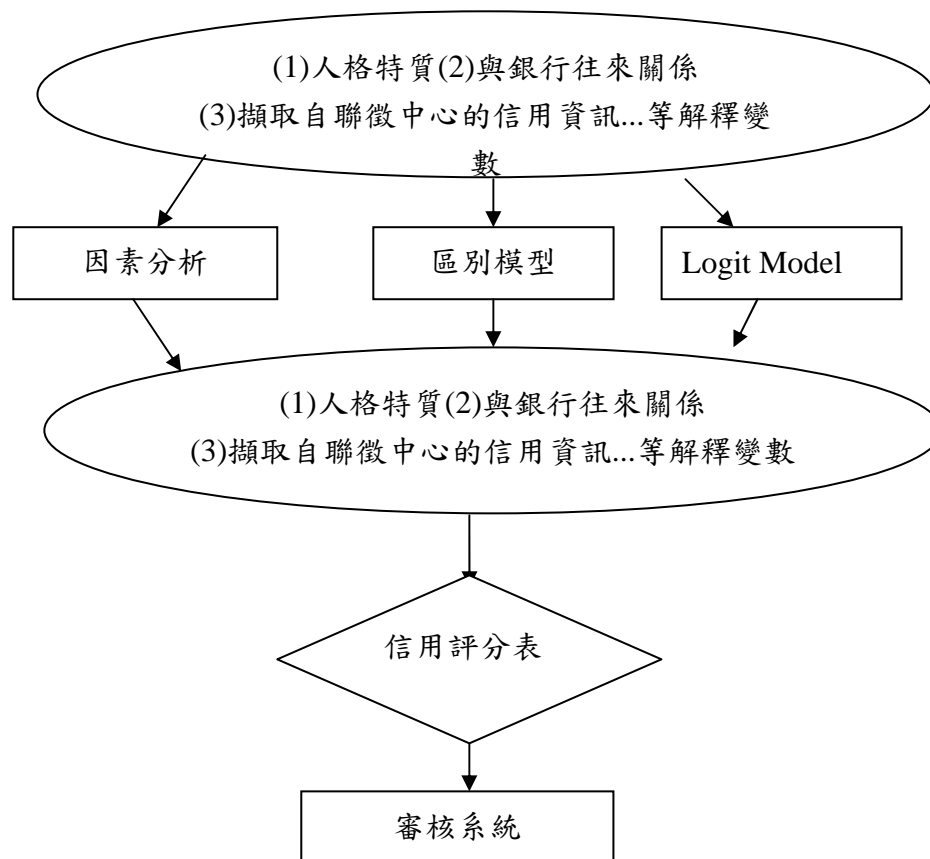 (1)人格特質(2)與銀行往來關係
(3)擷取自聯徵中心的信用資訊...等解釋變
數
因素分析
區別模型
Logit Model
(1)人格特質(2)與銀行往來關係
(3)擷取自聯徵中心的信用資訊...等解釋變數
信用評分表
審核系統